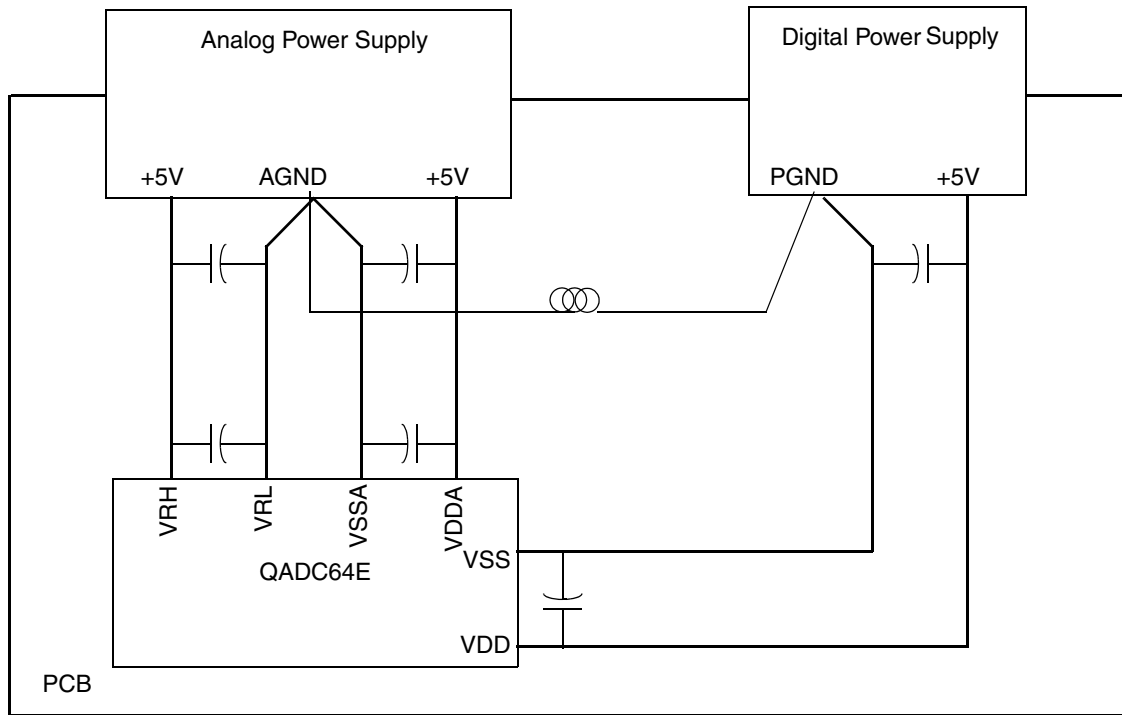 Analog Power Supply
Digital Power Supply
+5V
AGND
+5V
PGND
+5V
VRH
VRL
VSSA
VDDA
VSS
QADC64E
VDD
PCB